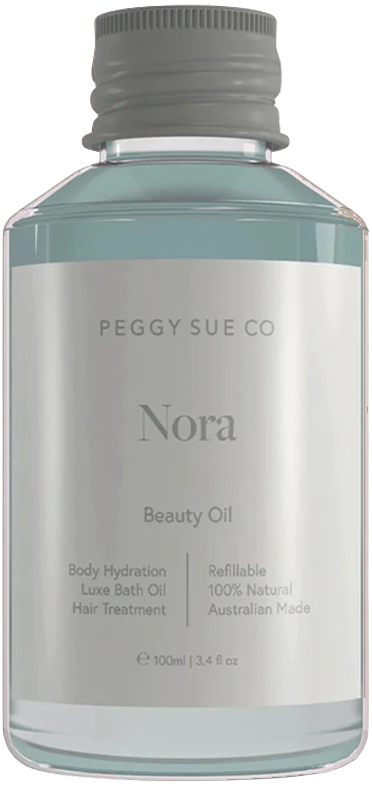 PEGGY SUE CO
Nora
Beauty Oil
Body Hydration
Luxe Bath Oil
Hair Treatment
Refillable
100% Natural
Australian Made
℮ 100ml | 3.4 fl oz